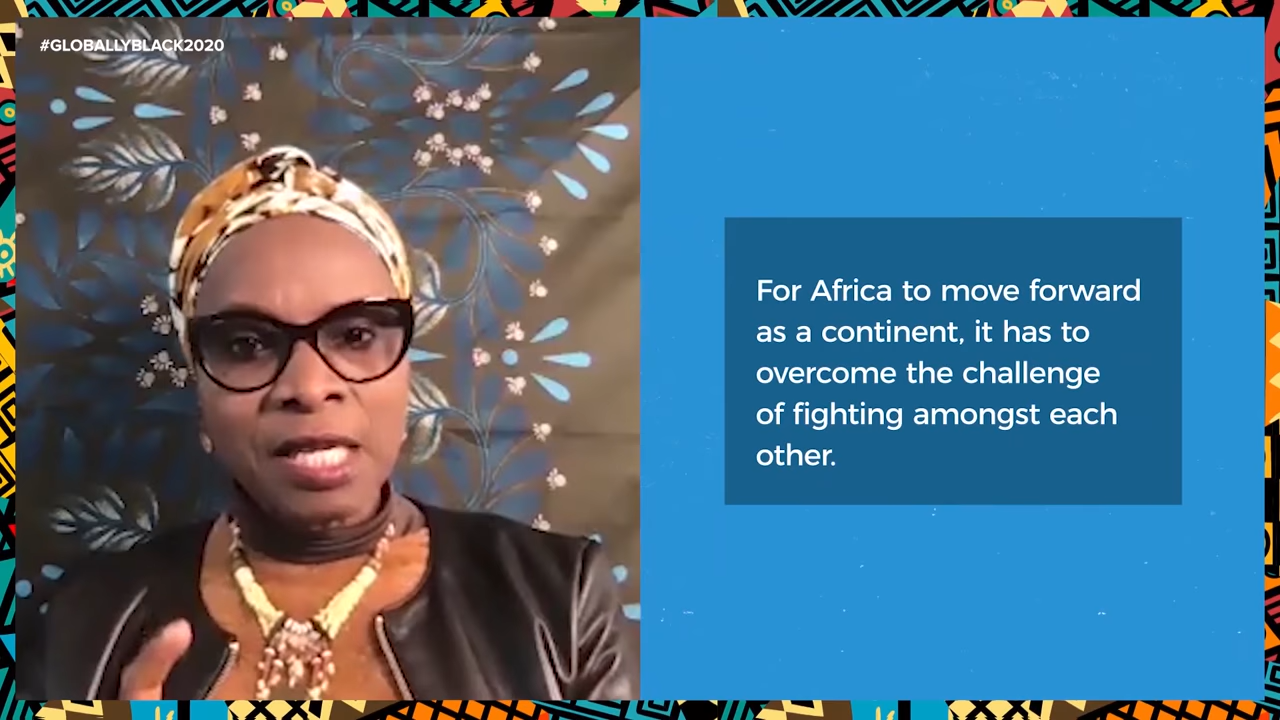 #GLOBALLYBLACK2020
For Africa to move forward
as a continent, it has to
overcome the challenge
of fighting amongst each
other.